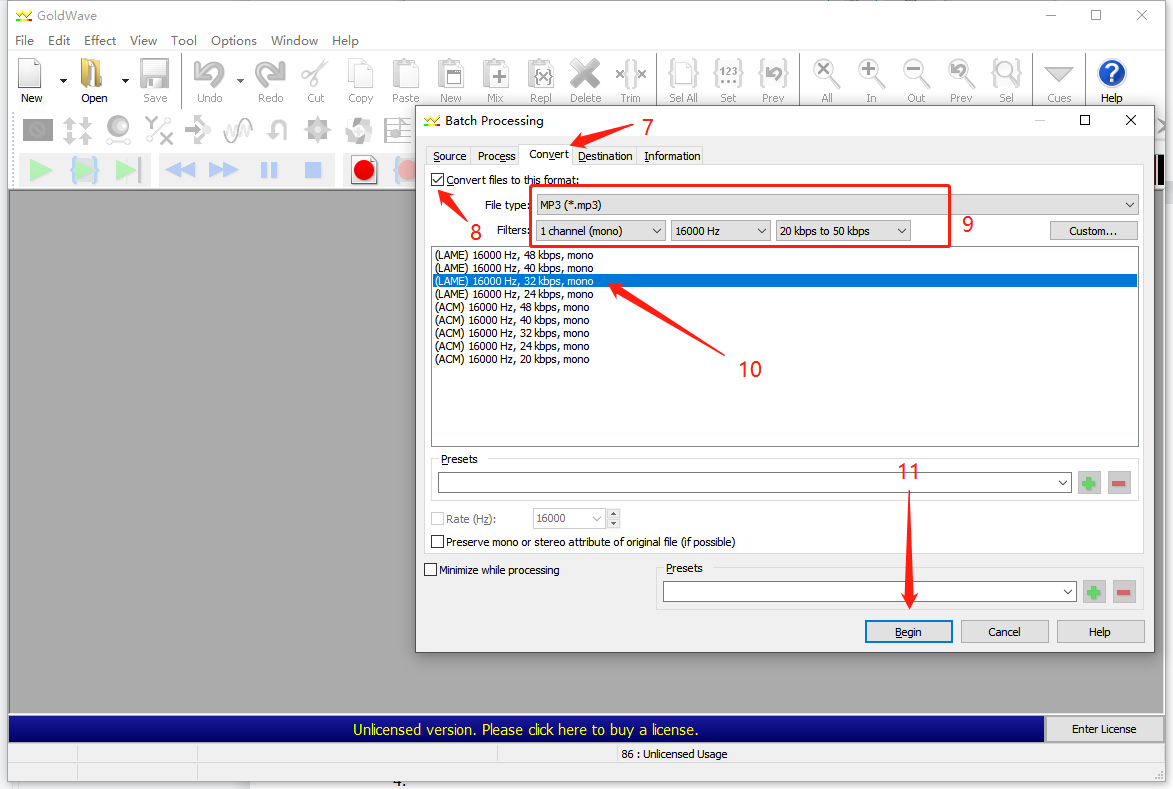 GoldWave
File Edit Effect View Tool Options Window Help
New Open Save Undo Redo Cut Copy Paste New Mix Repl Delete Trim Sel All Set Prev All In Out Prev Sel Cues Help
123
Batch Processing
7
Source Process Convert Destination Information
Convert files to this format:
8
File type: MP3 (*.mp3)
Filters: 1 channel (mono) 16000 Hz 20 kbps to 50 kbps Custom...
9
(LAME) 16000 Hz, 48 kbps, mono
(LAME) 16000 Hz, 40 kbps, mono
(LAME) 16000 Hz, 32 kbps, mono
(LAME) 16000 Hz, 24 kbps, mono
(ACM) 16000 Hz, 48 kbps, mono
(ACM) 16000 Hz, 40 kbps, mono
(ACM) 16000 Hz, 32 kbps, mono
(ACM) 16000 Hz, 24 kbps, mono
(ACM) 16000 Hz, 20 kbps, mono
10
Presets
11
Rate (Hz): 16000
Preserve mono or stereo attribute of original file (if possible)
Minimize while processing
Presets
Begin Cancel Help
Unlicensed version. Please click here to buy a license.
Enter License
86 : Unlicensed Usage